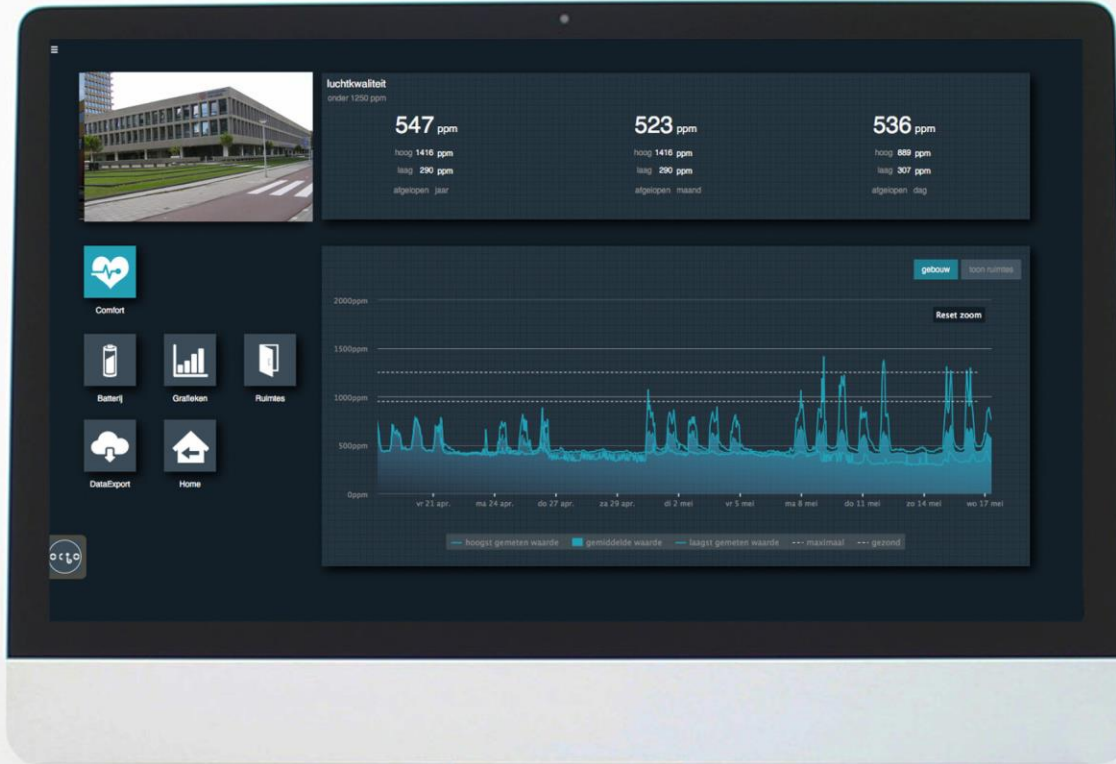 luchtkwaliteit
onder 1250 ppm
547 ppm
hoog 1416 ppm
laag 290 ppm
afgelopen jaar
523 ppm
hoog 1416 ppm
laag 290 ppm
afgelopen maand
536 ppm
hoog 889 ppm
laag 307 ppm
afgelopen dag
Comfort
Batterij
Grafieken
Ruimtes
DataExport
Home
octo
gebouw
toon ruimtes
Reset zoom
2000ppm
1500ppm
1000ppm
500ppm
0ppm
vr 21 apr. ma 24 apr. do 27 apr. za 29 apr. di 2 mei vr 5 mei ma 8 mei do 11 mei zo 14 mei wo 17 mei
hoogst gemeten waarde gemiddelde waarde laagst gemeten waarde maximaal gezond